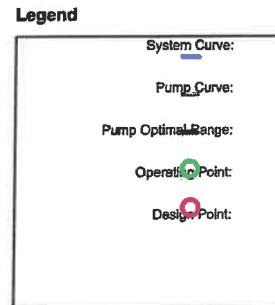 Legend
System Curve:
Pump Curve:
Pump Optimal Range:
Operating Point:
Design Point: